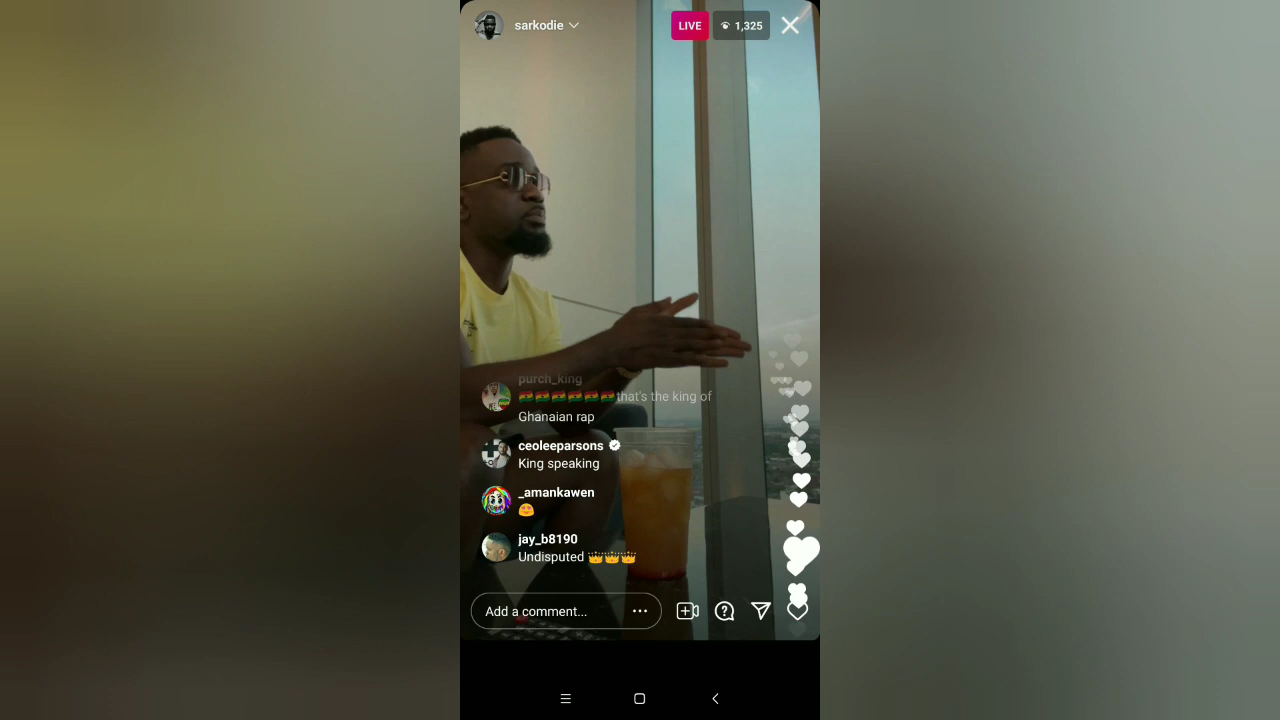 sarkodie
LIVE
1,325
purch_king
🇬🇭🇬🇭🇬🇭🇬🇭🇬🇭🇬🇭that's the king of
Ghanaian rap
ceoleeparsons
King speaking
_amankawen
😍
jay_b8190
Undisputed 👑👑👑
Add a comment...